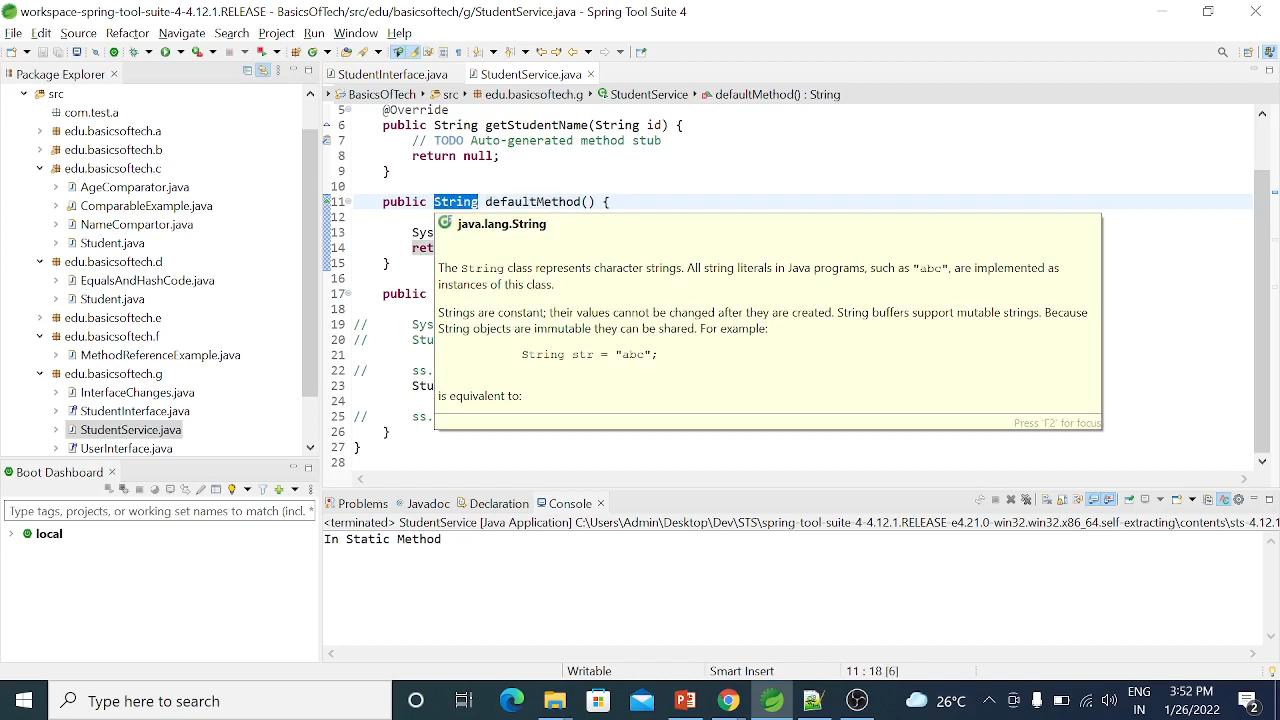 workspace-spring-tool-suite-4-4.12.1.RELEASE - BasicsOfTech/src/edu/basicsoftech/g/StudentService.java - Spring Tool Suite 4
File Edit Source Refactor Navigate Search Project Run Window Help
Package Explorer
src
com.test.a
edu.basicsoftech.a
edu.basicsoftech.b
edu.basicsoftech.c
AgeComparator.java
ComparableExample.java
NameCompartor.java
Student.java
edu.basicsoftech.d
EqualsAndHashCode.java
Student.java
edu.basicsoftech.e
edu.basicsoftech.f
MethodReferenceExample.java
edu.basicsoftech.g
InterfaceChanges.java
StudentInterface.java
StudentService.java
UserInterface.java
Boot Dashboard
Type tags, projects, or working set names to match (incl. *
local
StudentInterface.java StudentService.java
BasicsOfTech src edu.basicsoftech.g StudentService defaultMethod() : String
5 @Override
6 public String getStudentName(String id) {
7 // TODO Auto-generated method stub
8 return null;
9 }
10
11 public String defaultMethod() {
12
13 Sys
14 ret
15 }
16
17 public
18
19 // Sys
20 // Stu
21
22 // ss.
23 Stu
24
25 // ss.
26 }
27 }
28
java.lang.String
The String class represents character strings. All string literals in Java programs, such as "abc", are implemented as
instances of this class.
Strings are constant; their values cannot be changed after they are created. String buffers support mutable strings. Because
String objects are immutable they can be shared. For example:
String str = "abc";
is equivalent to:
Press 'F2' for focus
Problems Javadoc Declaration Console
<terminated> StudentService [Java Application] C:\Users\Admin\Desktop\Dev\STS\spring-tool-suite-4-4.12.1.RELEASE-e4.21.0-win32.win32.x86_64.self-extracting\contents\sts-4.12.1
In Static Method
Writable Smart Insert 11 : 18 [6]
Type here to search
26°C
ENG
IN
3:52 PM
1/26/2022
2